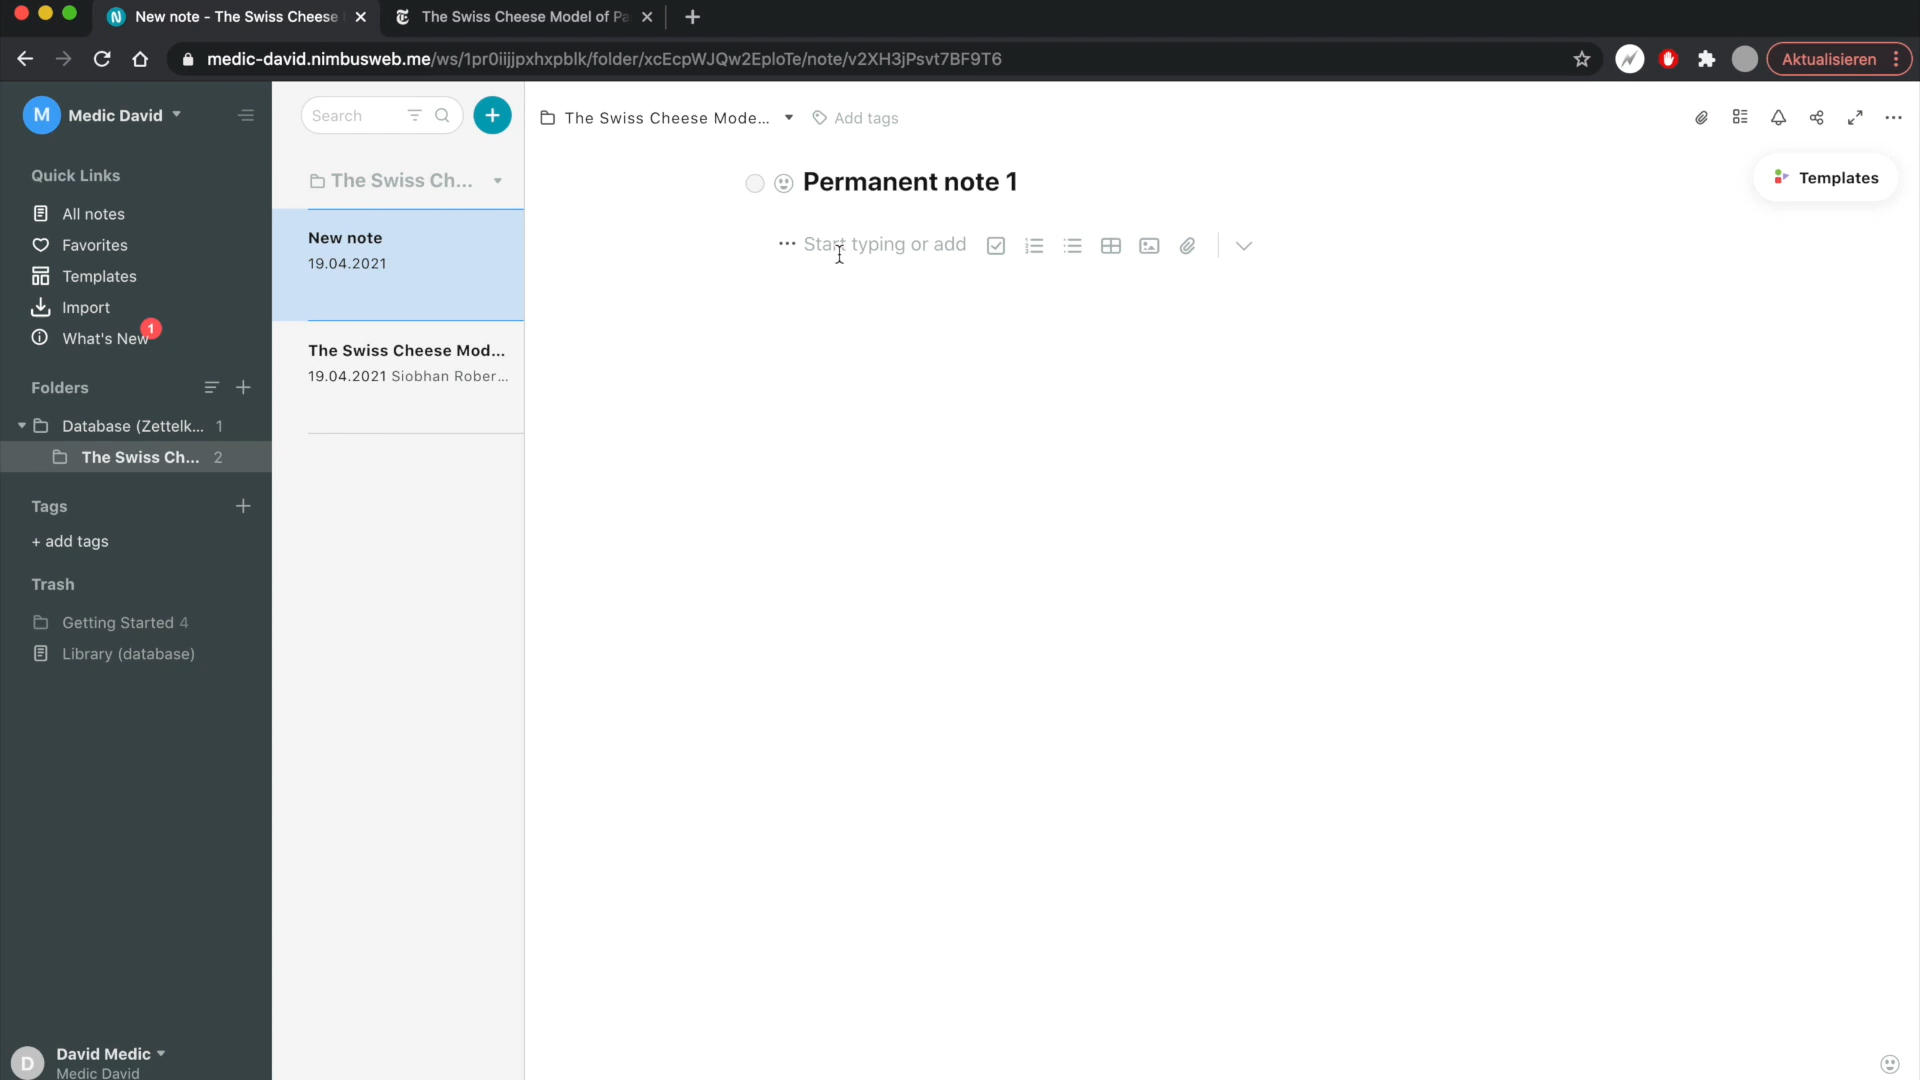 New note - The Swiss Cheese
The Swiss Cheese Model of Pa
medic-david.nimbusweb.me/ws/1pr0iijjpxhxpblk/folder/xcEcpWJQw2EploTe/note/v2XH3jPsvt7BF9T6
Aktualisieren
M
Medic David
Search
The Swiss Cheese Mode...
Add tags
Quick Links
The Swiss Ch...
Permanent note 1
Templates
All notes
Favorites
Templates
Import
What's New
1
New note
19.04.2021
Start typing or add
The Swiss Cheese Mod...
19.04.2021 Siobhan Rober...
Folders
Database (Zettelk... 1
The Swiss Ch... 2
Tags
+ add tags
Trash
Getting Started 4
Library (database)
D
David Medic
Medic David